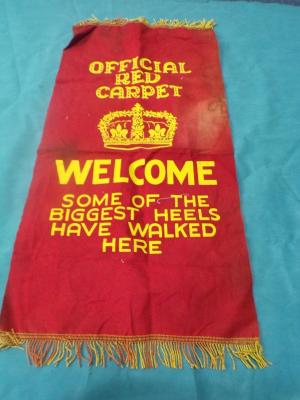 OFFICIAL
RED
CARPET
WELCOME
SOME OF THE
BIGGEST HEELS
HAVE WALKED
HERE